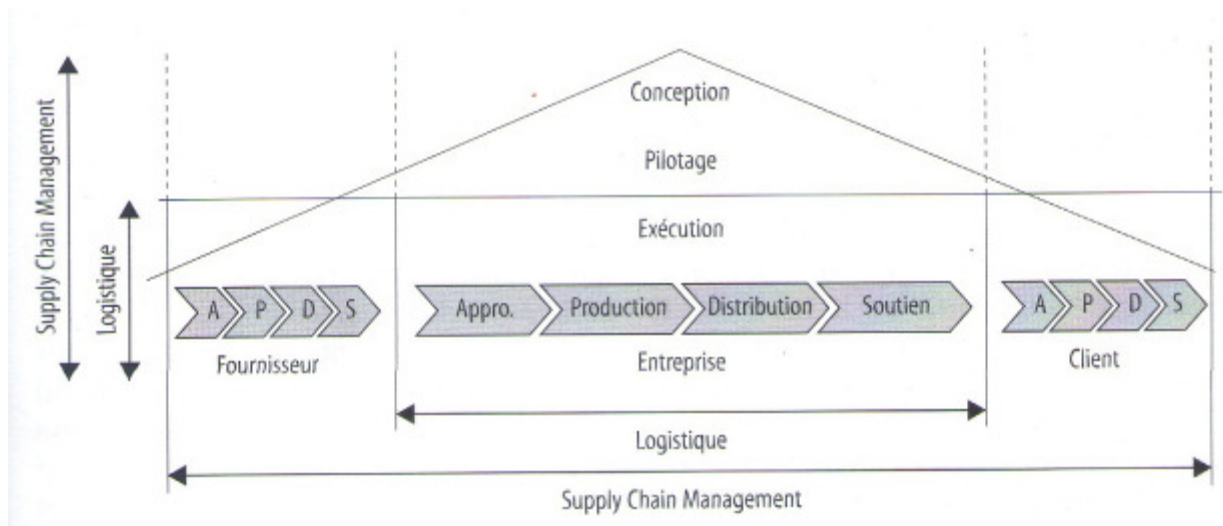 Supply Chain Management
Logistique
Conception
Pilotage
Exécution
A P D S
Fournisseur
Appro. Production Distribution Soutien
Entreprise
A P D S
Client
Logistique
Supply Chain Management